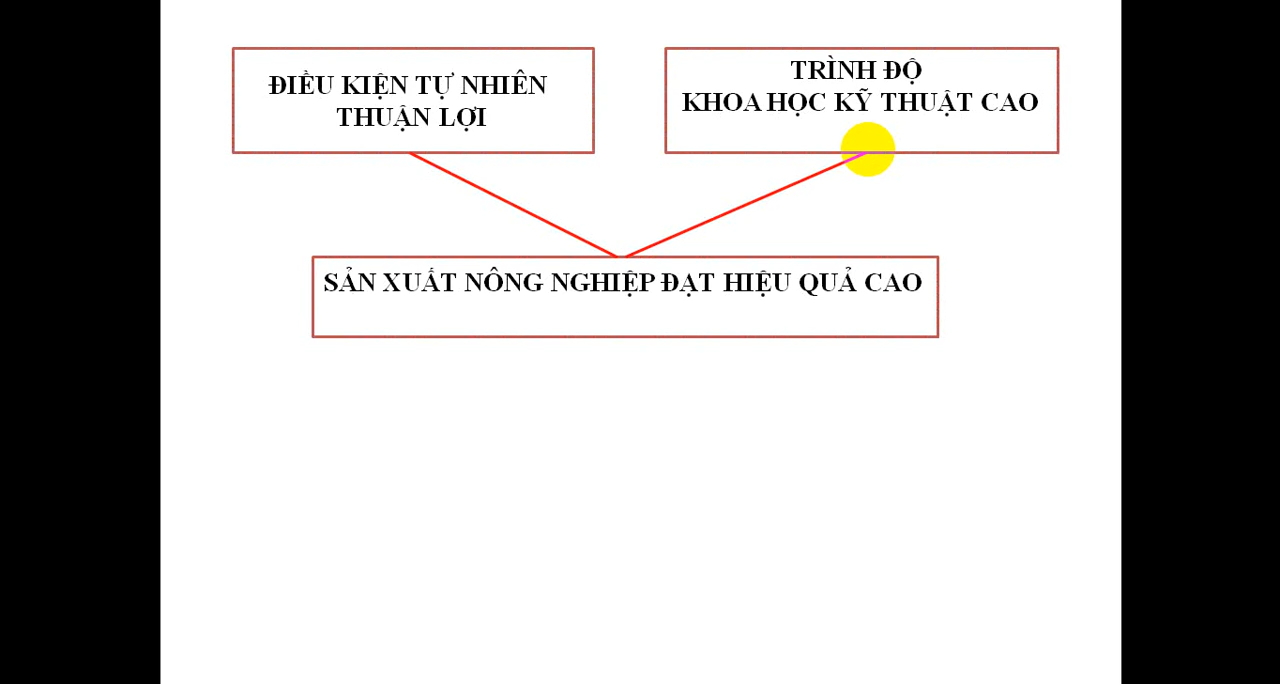 ĐIỀU KIỆN TỰ NHIÊN
THUẬN LỢI
TRÌNH ĐỘ
KHOA HỌC KỸ THUẬT CAO
SẢN XUẤT NÔNG NGHIỆP ĐẠT HIỆU QUẢ CAO